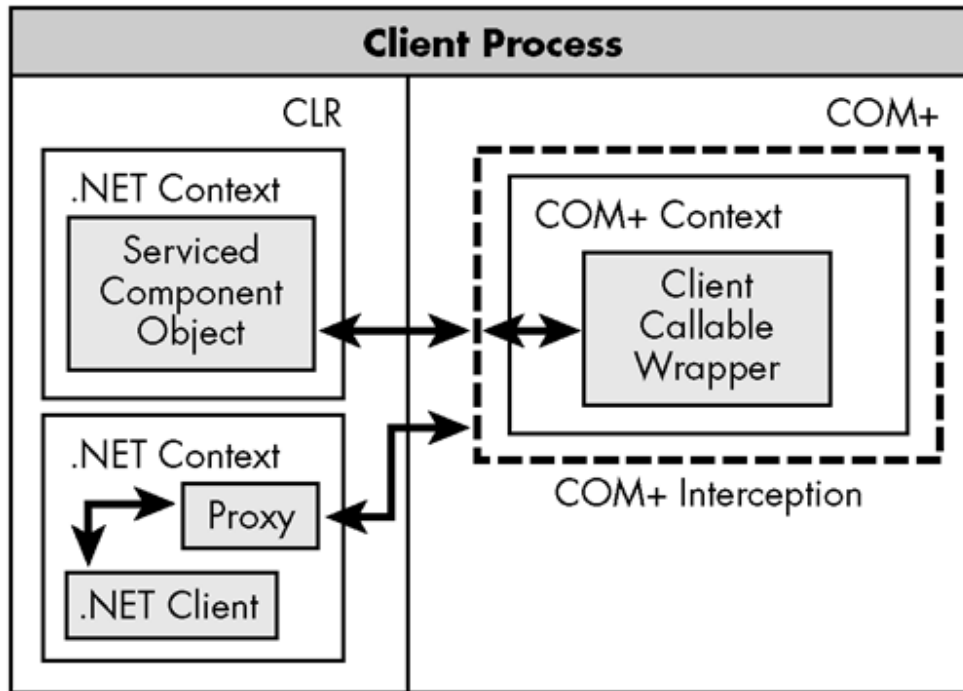 Client Process
CLR
COM+
.NET Context
Serviced
Component
Object
COM+ Context
Client
Callable
Wrapper
.NET Context
Proxy
.NET Client
COM+ Interception